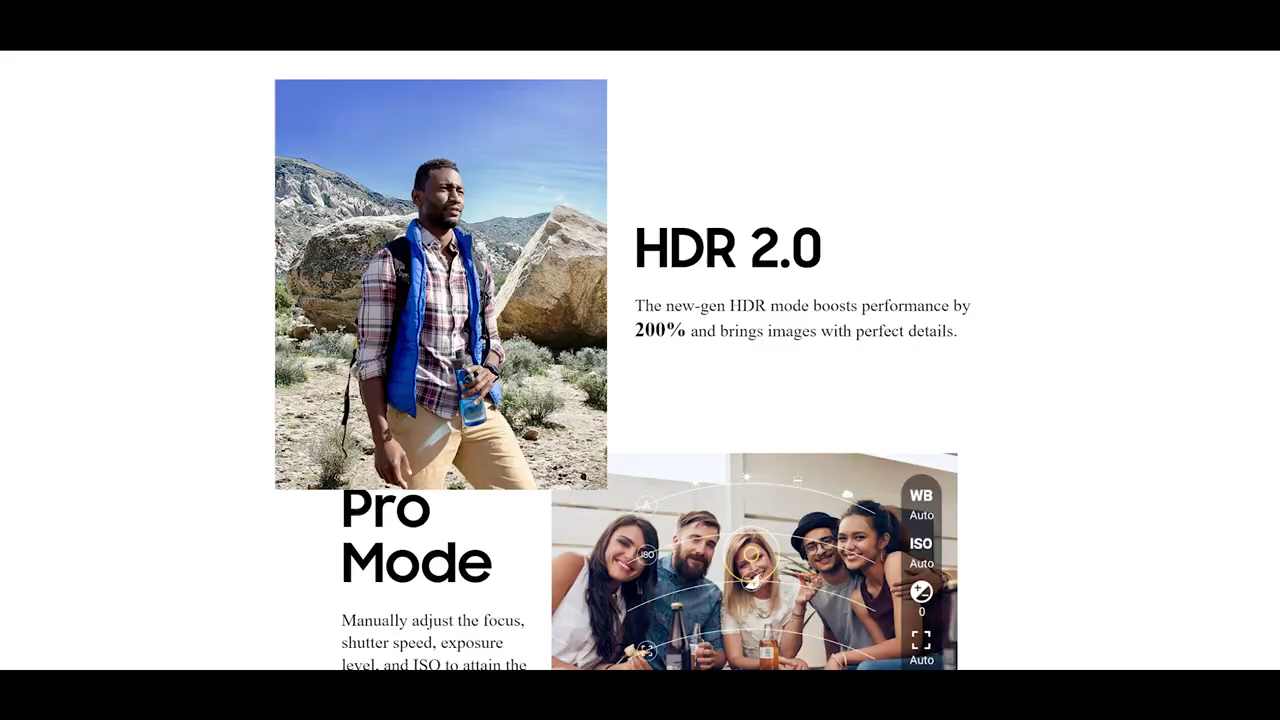 HDR 2.0
The new-gen HDR mode boosts performance by
200% and brings images with perfect details.
Pro
Mode
Manually adjust the focus,
shutter speed, exposure
level, and ISO to attain the
A
ISO
WB
Auto
ISO
Auto
0
Auto